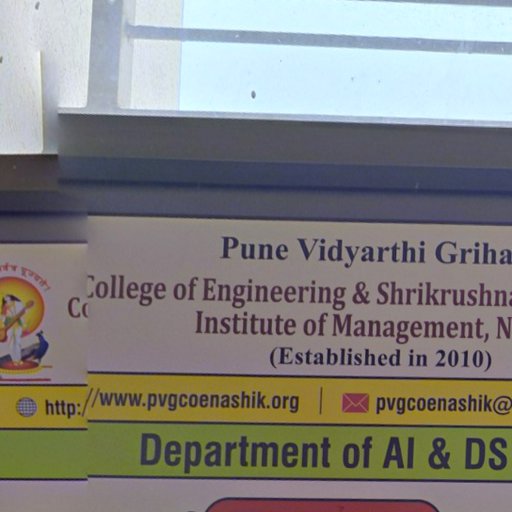 Pune Vidyarthi Griha
College of Engineering & Shrikrushna
Institute of Management, N
(Established in 2010)
http://www.pvgcoenashik.org pvgcoenashik@
Department of AI & DS